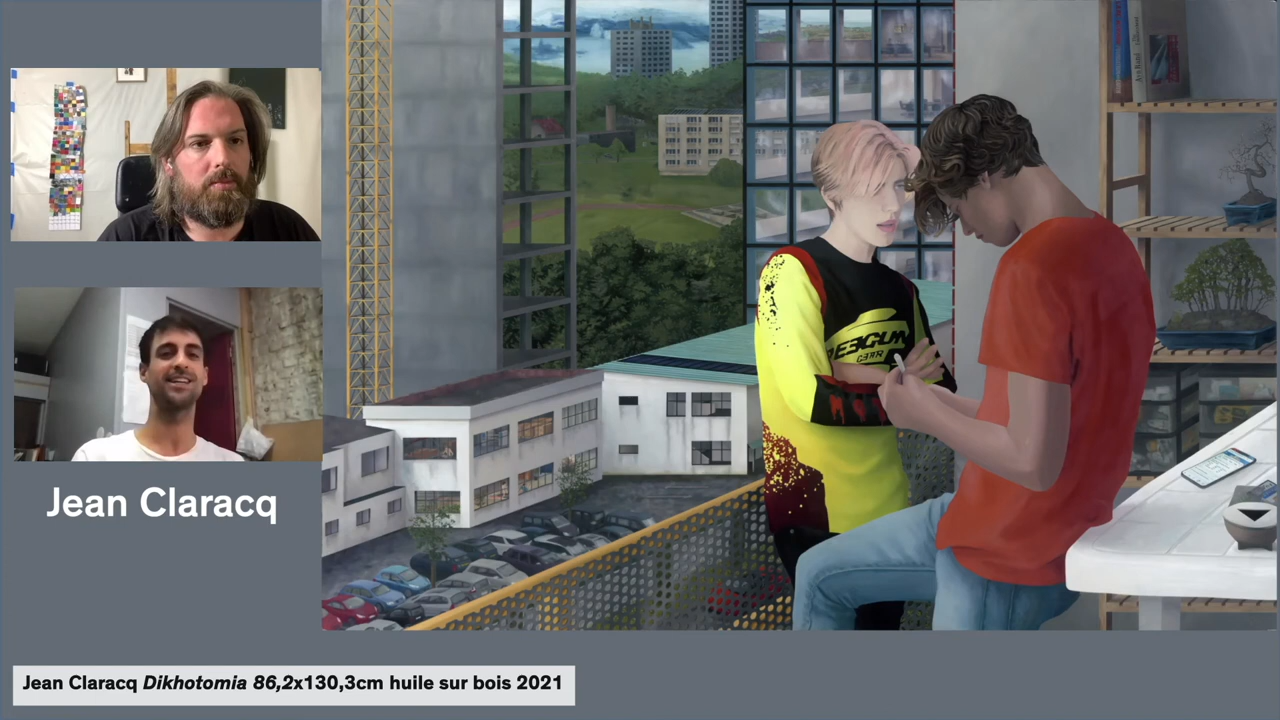 Jean Claracq
Jean Claracq Dikhotomia 86,2x130,3cm huile sur bois 2021